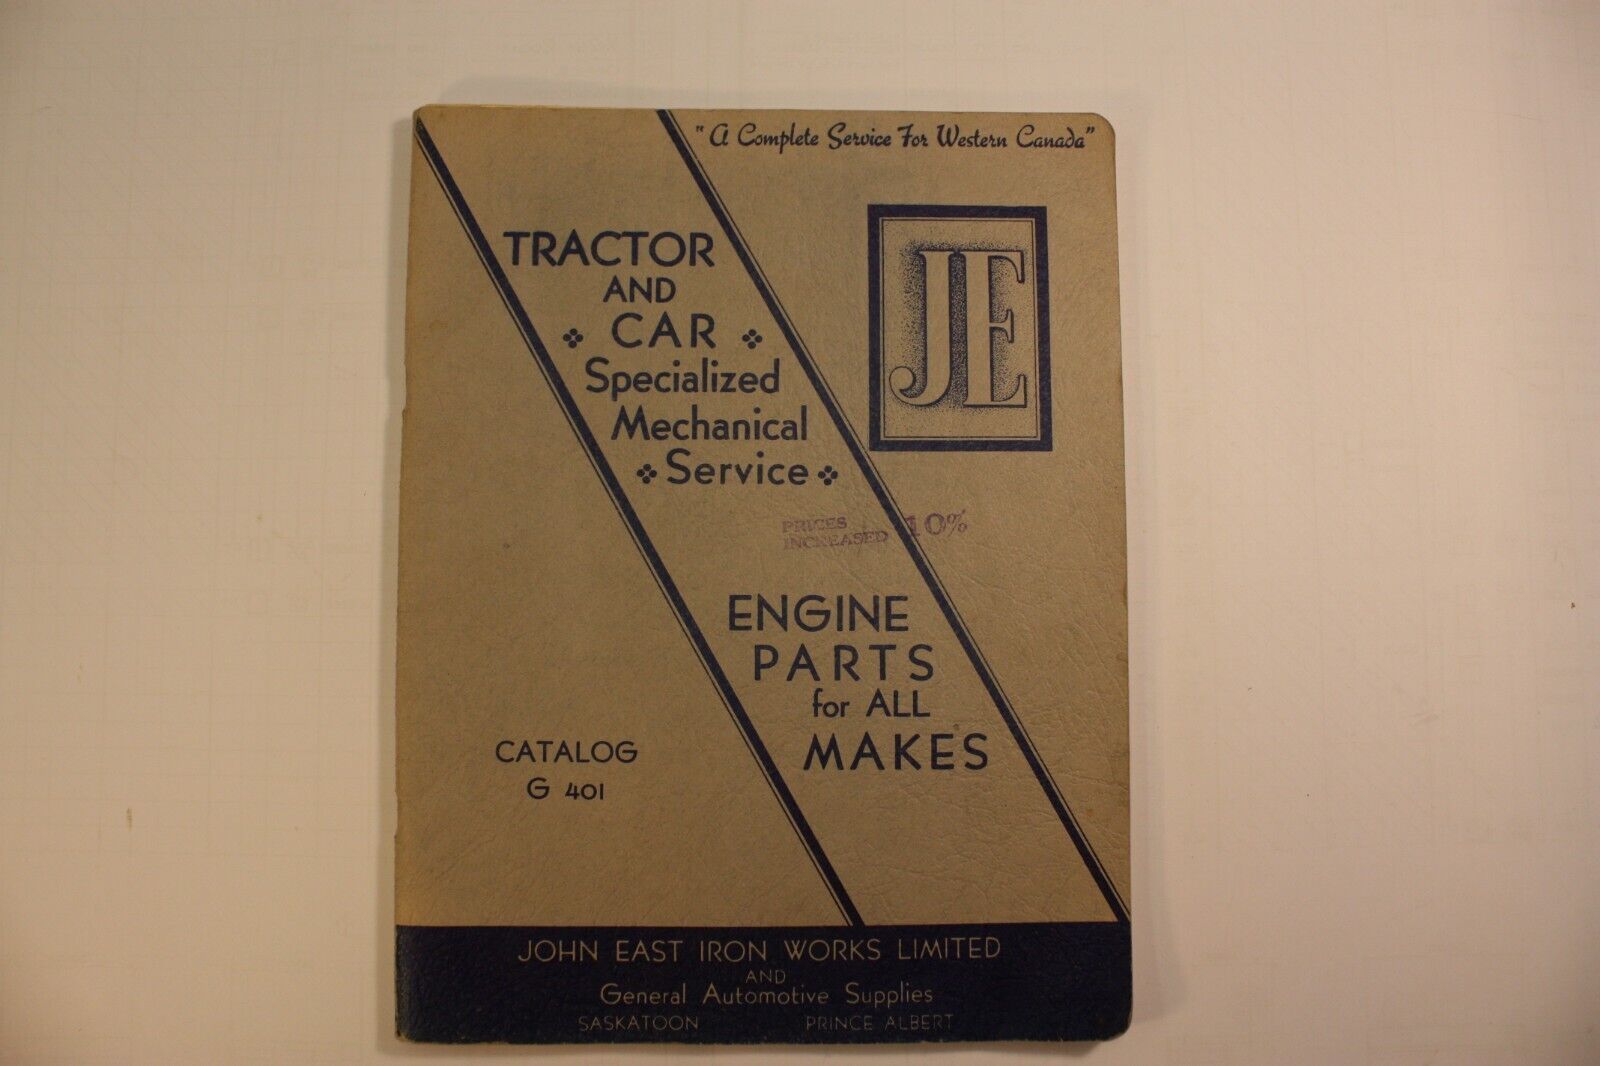 "A Complete Service For Western Canada"
JE
TRACTOR
AND
CAR
Specialized
Mechanical
Service
PRICES
INCREASED 10%
ENGINE
PARTS
for ALL
MAKES
CATALOG
G 401
JOHN EAST IRON WORKS LIMITED
AND
General Automotive Supplies
SASKATOON PRINCE ALBERT